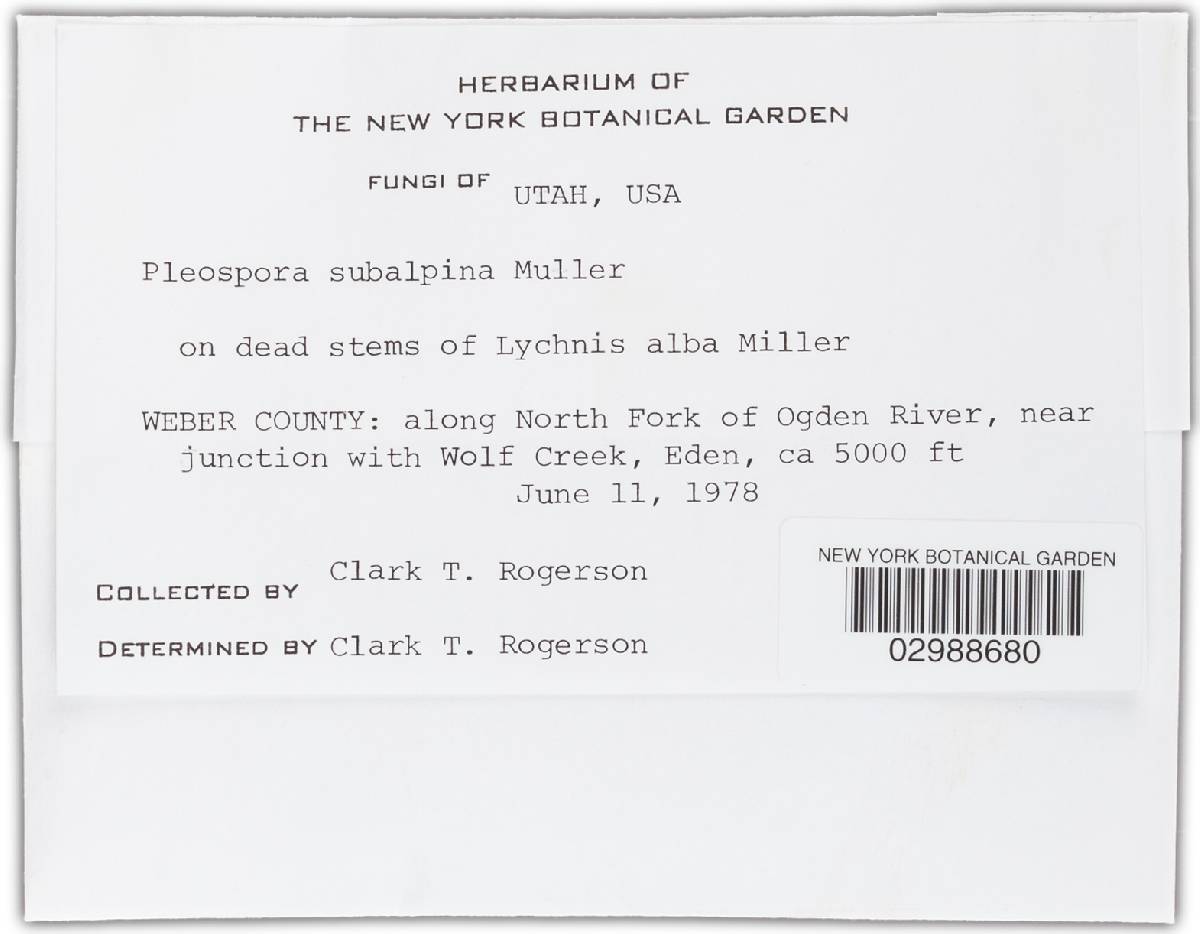 HERBARIUM OF
THE NEW YORK BOTANICAL GARDEN
FUNGI OF UTAH, USA
Pleospora subalpina Muller
on dead stems of Lychnis alba Miller
WEBER COUNTY: along North Fork of Ogden River, near
junction with Wolf Creek, Eden, ca 5000 ft
June 11, 1978
COLLECTED BY Clark T. Rogerson
DETERMINED BY Clark T. Rogerson
NEW YORK BOTANICAL GARDEN
02988680